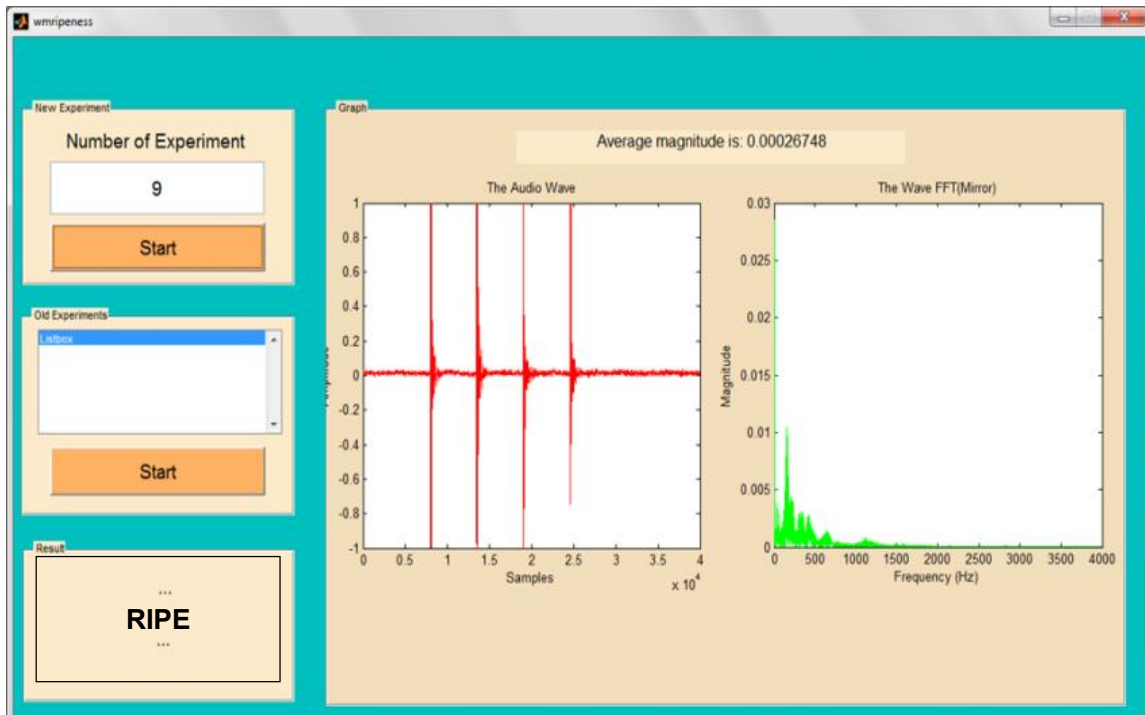 wmripeness
New Experiment
Number of Experiment
9
Start
Old Experiments
Listbox
Start
Result
...
RIPE
...
Graph
Average magnitude is: 0.00026748
The Audio Wave
1
0.8
0.6
0.4
0.2
0
-0.2
-0.4
-0.6
-0.8
-1
0 0.5 1 1.5 2 2.5 3 3.5 4
Samples
x 10^4
The Wave FFT(Mirror)
Magnitude
0.03
0.025
0.02
0.015
0.01
0.005
0
0 500 1000 1500 2000 2500 3000 3500 4000
Frequency (Hz)